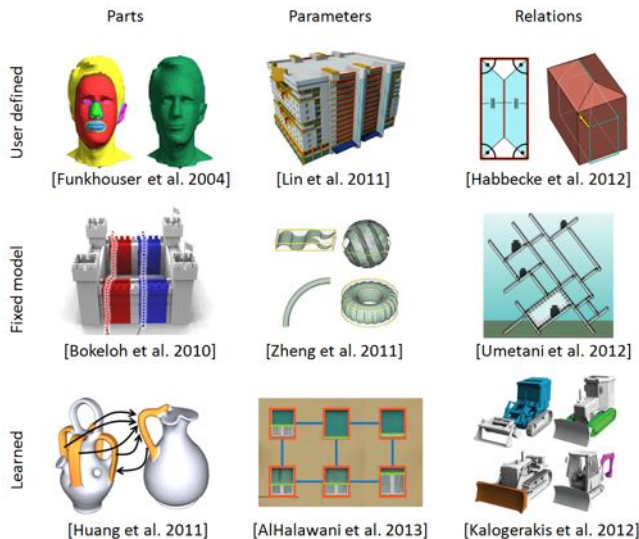 Parts Parameters Relations
User defined
[Funkhouser et al. 2004] [Lin et al. 2011] [Habbecke et al. 2012]
Fixed model
[Bokeloh et al. 2010] [Zheng et al. 2011] [Umetani et al. 2012]
Learned
[Huang et al. 2011] [AlHalawani et al. 2013] [Kalogerakis et al. 2012]